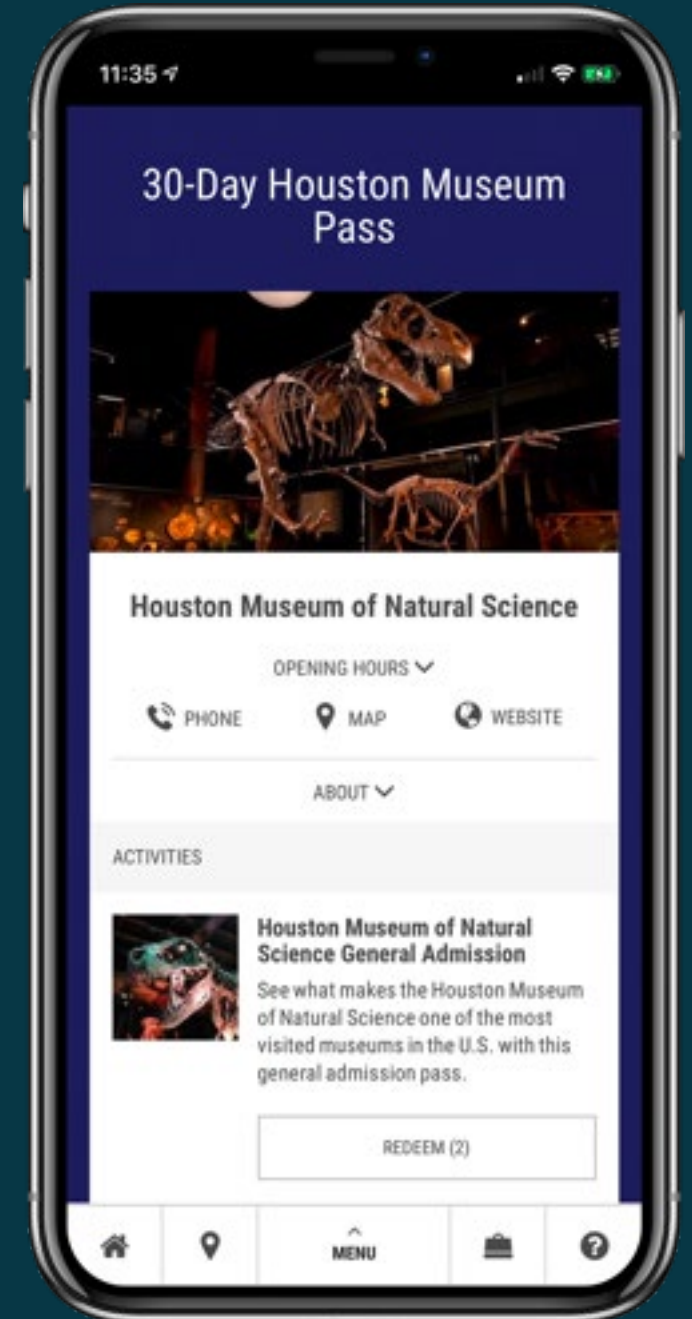 11:35
30-Day Houston Museum
Pass
Houston Museum of Natural Science
OPENING HOURS
PHONE MAP WEBSITE
ABOUT
ACTIVITIES
Houston Museum of Natural
Science General Admission
See what makes the Houston Museum
of Natural Science one of the most
visited museums in the U.S. with this
general admission pass.
REDEEM (2)
MENU